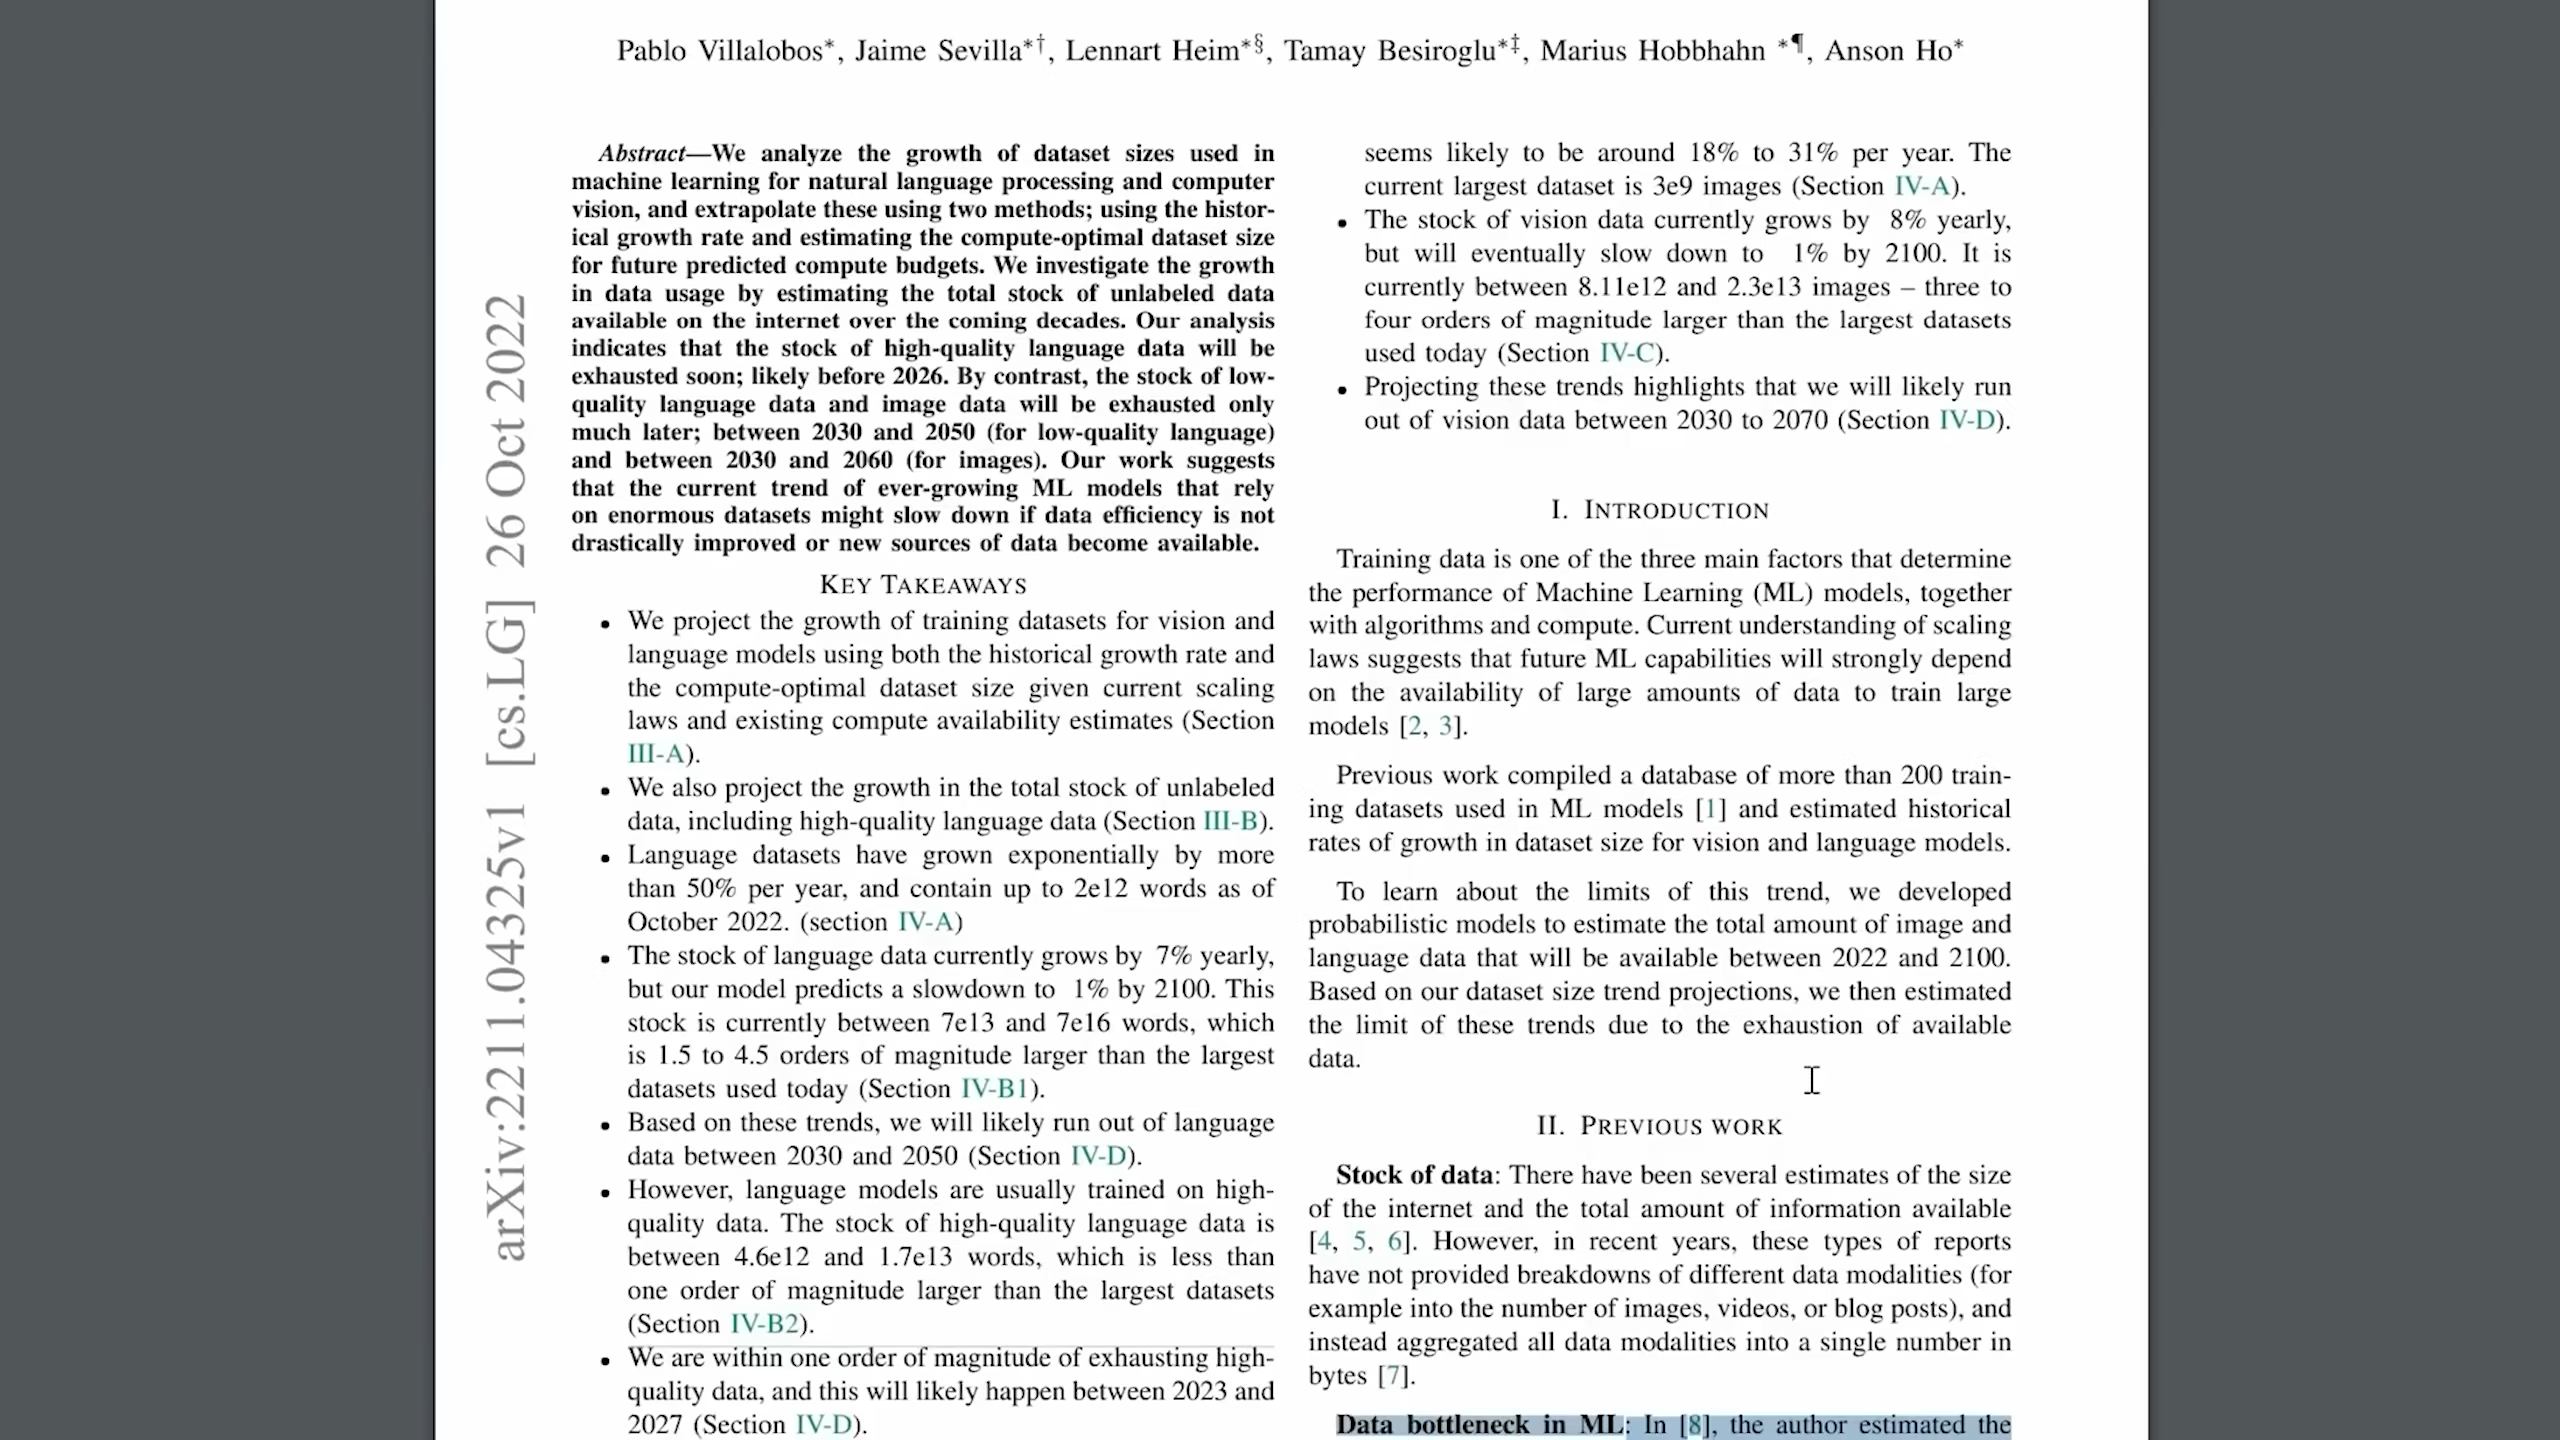 Pablo Villalobos*, Jaime Sevilla*†, Lennart Heim*§, Tamay Besiroglu*‡, Marius Hobbhahn *¶, Anson Ho*
arXiv:2211.04325v1 [cs.LG] 26 Oct 2022
Abstract—We analyze the growth of dataset sizes used in
machine learning for natural language processing and computer
vision, and extrapolate these using two methods; using the histor-
ical growth rate and estimating the compute-optimal dataset size
for future predicted compute budgets. We investigate the growth
in data usage by estimating the total stock of unlabeled data
available on the internet over the coming decades. Our analysis
indicates that the stock of high-quality language data will be
exhausted soon; likely before 2026. By contrast, the stock of low-
quality language data and image data will be exhausted only
much later; between 2030 and 2050 (for low-quality language)
and between 2030 and 2060 (for images). Our work suggests
that the current trend of ever-growing ML models that rely
on enormous datasets might slow down if data efficiency is not
drastically improved or new sources of data become available.
KEY TAKEAWAYS
• We project the growth of training datasets for vision and
language models using both the historical growth rate and
the compute-optimal dataset size given current scaling
laws and existing compute availability estimates (Section
III-A).
• We also project the growth in the total stock of unlabeled
data, including high-quality language data (Section III-B).
• Language datasets have grown exponentially by more
than 50% per year, and contain up to 2e12 words as of
October 2022. (section IV-A)
• The stock of language data currently grows by 7% yearly,
but our model predicts a slowdown to 1% by 2100. This
stock is currently between 7e13 and 7e16 words, which
is 1.5 to 4.5 orders of magnitude larger than the largest
datasets used today (Section IV-B1).
• Based on these trends, we will likely run out of language
data between 2030 and 2050 (Section IV-D).
• However, language models are usually trained on high-
quality data. The stock of high-quality language data is
between 4.6e12 and 1.7e13 words, which is less than
one order of magnitude larger than the largest datasets
(Section IV-B2).
• We are within one order of magnitude of exhausting high-
quality data, and this will likely happen between 2023 and
2027 (Section IV-D).
seems likely to be around 18% to 31% per year. The
current largest dataset is 3e9 images (Section IV-A).
• The stock of vision data currently grows by 8% yearly,
but will eventually slow down to 1% by 2100. It is
currently between 8.11e12 and 2.3e13 images – three to
four orders of magnitude larger than the largest datasets
used today (Section IV-C).
• Projecting these trends highlights that we will likely run
out of vision data between 2030 to 2070 (Section IV-D).
I. INTRODUCTION
Training data is one of the three main factors that determine
the performance of Machine Learning (ML) models, together
with algorithms and compute. Current understanding of scaling
laws suggests that future ML capabilities will strongly depend
on the availability of large amounts of data to train large
models [2, 3].
Previous work compiled a database of more than 200 train-
ing datasets used in ML models [1] and estimated historical
rates of growth in dataset size for vision and language models.
To learn about the limits of this trend, we developed
probabilistic models to estimate the total amount of image and
language data that will be available between 2022 and 2100.
Based on our dataset size trend projections, we then estimated
the limit of these trends due to the exhaustion of available
data.
II. PREVIOUS WORK
Stock of data: There have been several estimates of the size
of the internet and the total amount of information available
[4, 5, 6]. However, in recent years, these types of reports
have not provided breakdowns of different data modalities (for
example into the number of images, videos, or blog posts), and
instead aggregated all data modalities into a single number in
bytes [7].
Data bottleneck in ML: In [8], the author estimated the